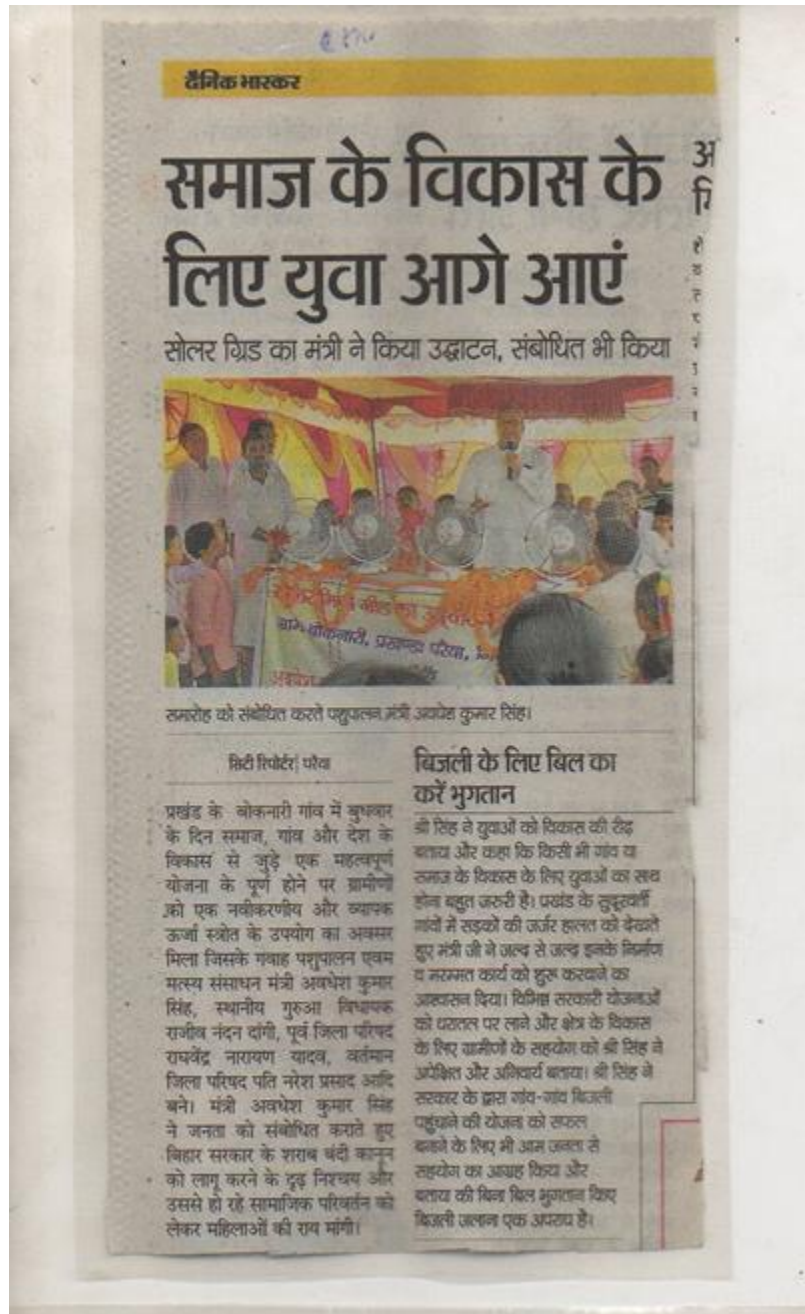 दैनिक भास्कर
समाज के विकास के
लिए युवा आगे आएं
सोलर ग्रिड का मंत्री ने किया उद्घाटन, संबोधित भी किया
ग्राम बोकनारी, प्रखण्ड परैया,
समारोह को संबोधित करते पशुपालन मंत्री अवधेश कुमार सिंह।
सिटी रिपोर्टर| परैया
प्रखंड के बोकनारी गांव में बुधवार
के दिन समाज, गांव और देश के
विकास से जुड़े एक महत्वपूर्ण
योजना के पूर्ण होने पर ग्रामीणों
को एक नवीकरणीय और व्यापक
ऊर्जा स्त्रोत के उपयोग का अवसर
मिला जिसके गवाह पशुपालन एवम
मत्स्य संसाधन मंत्री अवधेश कुमार
सिंह, स्थानीय गुरुआ विधायक
राजीव नंदन दांगी, पूर्व जिला परिषद
राघवेंद्र नारायण यादव, वर्तमान
जिला परिषद पति नरेश प्रसाद आदि
बने। मंत्री अवधेश कुमार सिंह
ने जनता को संबोधित कराते हुए
बिहार सरकार के शराब बंदी कानून
को लागू करने के दृढ़ निश्चय और
उससे हो रहे सामाजिक परिवर्तन को
लेकर महिलाओं की राय मांगी।
बिजली के लिए बिल का
करें भुगतान
श्री सिंह ने युवाओं को विकास की रीढ़
बताया और कहा कि किसी भी गांव या
समाज के विकास के लिए युवाओं का साथ
होना बहुत जरुरी है। प्रखंड के सुदूरवर्ती
गांवों में सड़कों की जर्जर हालत को देखते
हुए मंत्री जी ने जल्द से जल्द इनके निर्माण
व मरम्मत कार्य को शुरू करवाने का
आश्वासन दिया। विभिन्न सरकारी योजनाओं
को धरातल पर लाने और क्षेत्र के विकास
के लिए ग्रामीणों के सहयोग को श्री सिंह ने
अपेक्षित और अनिवार्य बताया। श्री सिंह ने
सरकार के द्वारा गांव-गांव बिजली
पहुंचाने की योजना को सफल
बनाने के लिए भी आम जनता से
सहयोग का आग्रह किया और
बताया की बिना बिल भुगतान किए
बिजली जलाना एक अपराध है।